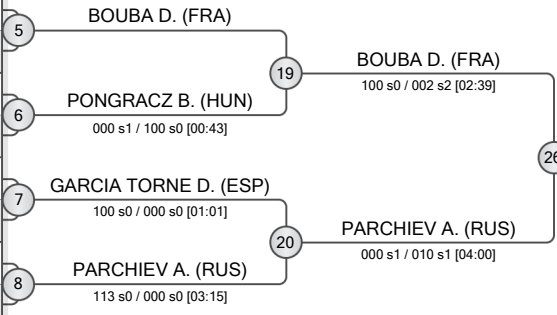 BOUBA D. (FRA)
5
19
BOUBA D. (FRA)
100 s0 / 002 s2 [02:39]
PONGRACZ B. (HUN)
6
000 s1 / 100 s0 [00:43]
26
GARCIA TORNE D. (ESP)
7
100 s0 / 000 s0 [01:01]
20
PARCHIEV A. (RUS)
000 s1 / 010 s1 [04:00]
PARCHIEV A. (RUS)
8
113 s0 / 000 s0 [03:15]